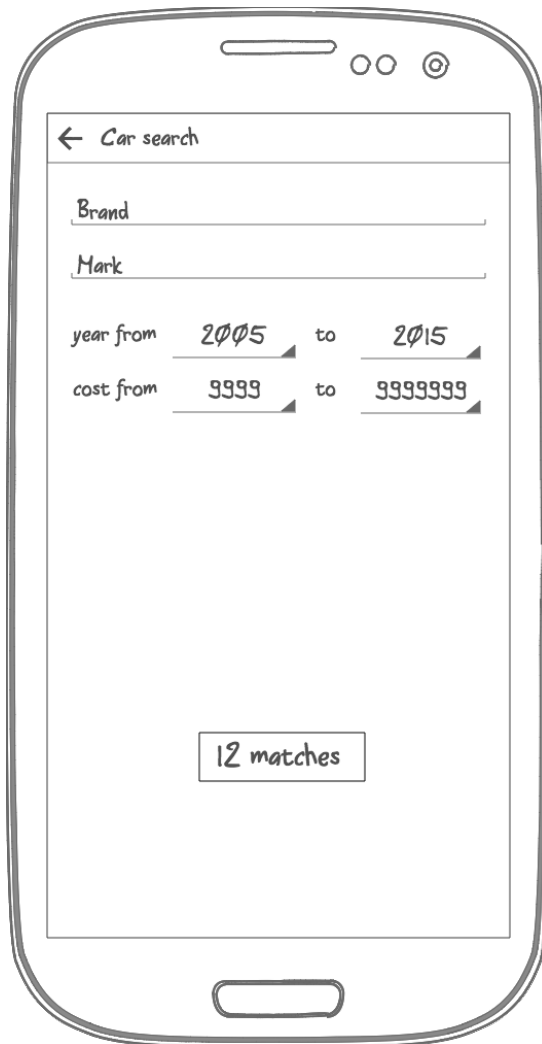 Car search
Brand
Mark
year from 2005 to 2015
cost from 9999 to 9999999
12 matches